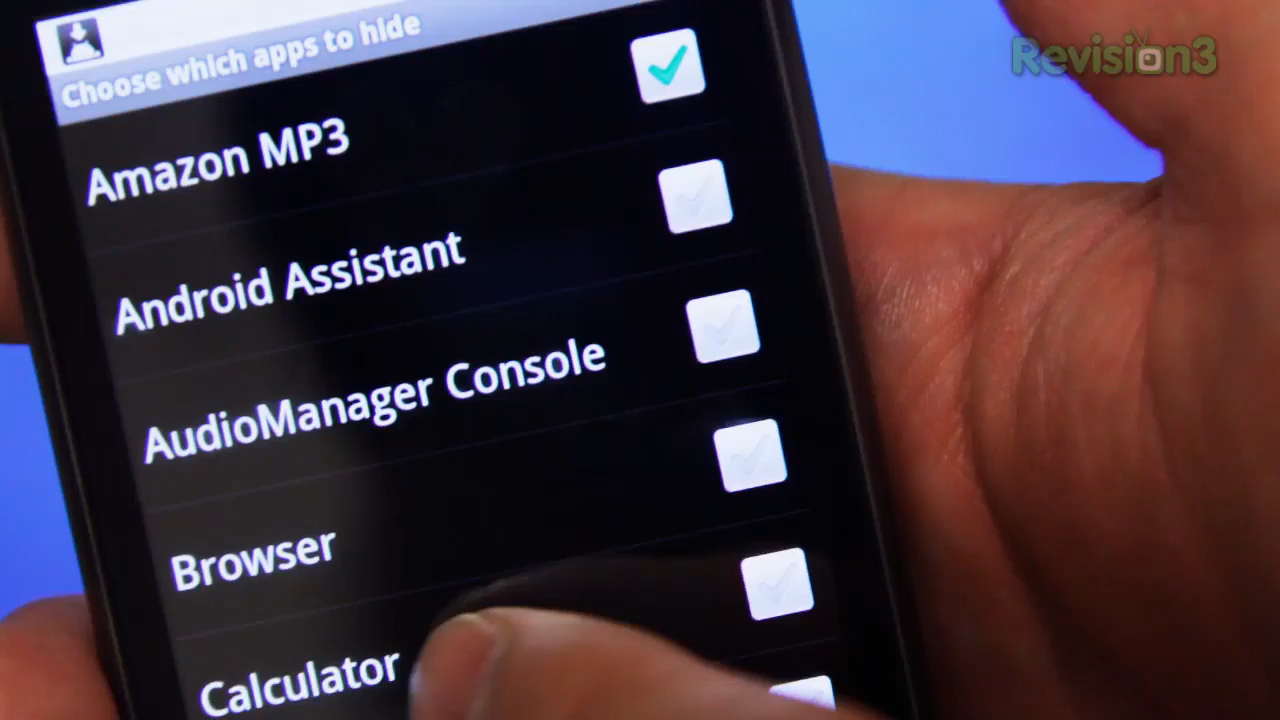 Revision3
Choose which apps to hide
Amazon MP3
Android Assistant
AudioManager Console
Browser
Calculator